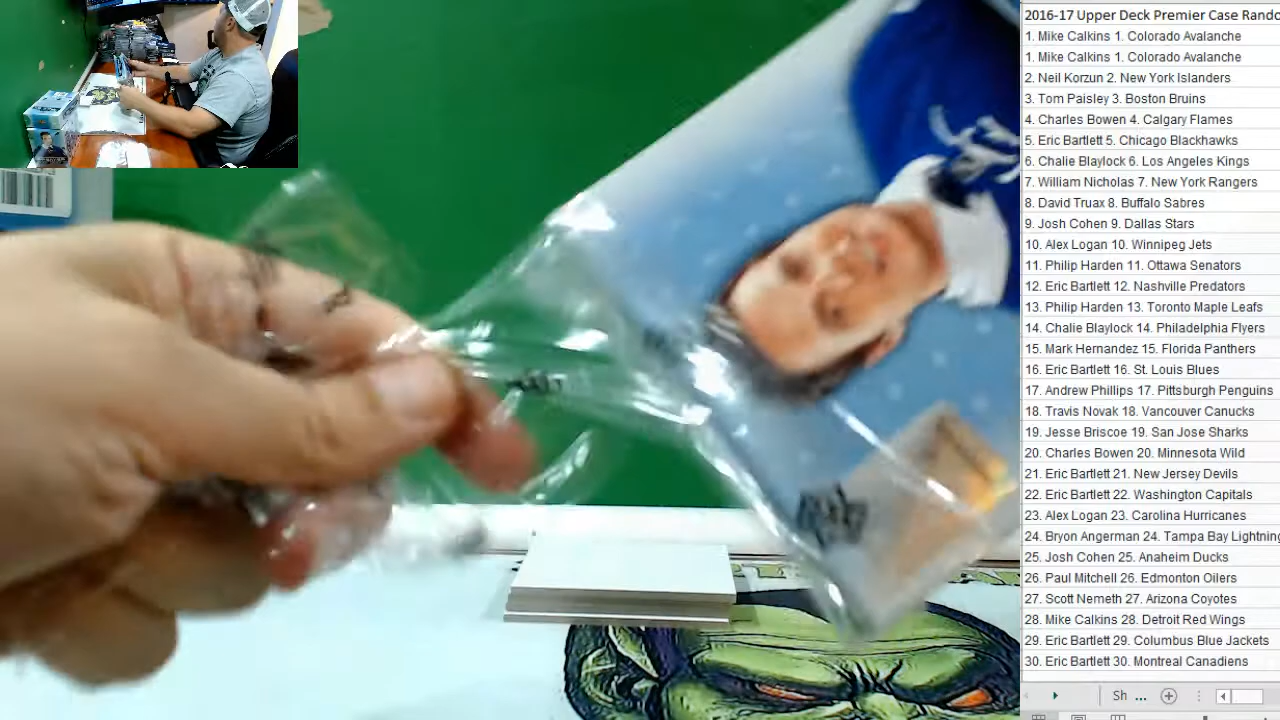 2016-17 Upper Deck Premier Case Rando
1. Mike Calkins 1. Colorado Avalanche
1. Mike Calkins 1. Colorado Avalanche
2. Neil Korzun 2. New York Islanders
3. Tom Paisley 3. Boston Bruins
4. Charles Bowen 4. Calgary Flames
5. Eric Bartlett 5. Chicago Blackhawks
6. Chalie Blaylock 6. Los Angeles Kings
7. William Nicholas 7. New York Rangers
8. David Truax 8. Buffalo Sabres
9. Josh Cohen 9. Dallas Stars
10. Alex Logan 10. Winnipeg Jets
11. Philip Harden 11. Ottawa Senators
12. Eric Bartlett 12. Nashville Predators
13. Philip Harden 13. Toronto Maple Leafs
14. Chalie Blaylock 14. Philadelphia Flyers
15. Mark Hernandez 15. Florida Panthers
16. Eric Bartlett 16. St. Louis Blues
17. Andrew Phillips 17. Pittsburgh Penguins
18. Travis Novak 18. Vancouver Canucks
19. Jesse Briscoe 19. San Jose Sharks
20. Charles Bowen 20. Minnesota Wild
21. Eric Bartlett 21. New Jersey Devils
22. Eric Bartlett 22. Washington Capitals
23. Alex Logan 23. Carolina Hurricanes
24. Bryon Angerman 24. Tampa Bay Lightning
25. Josh Cohen 25. Anaheim Ducks
26. Paul Mitchell 26. Edmonton Oilers
27. Scott Nemeth 27. Arizona Coyotes
28. Mike Calkins 28. Detroit Red Wings
29. Eric Bartlett 29. Columbus Blue Jackets
30. Eric Bartlett 30. Montreal Canadiens
Sh ...